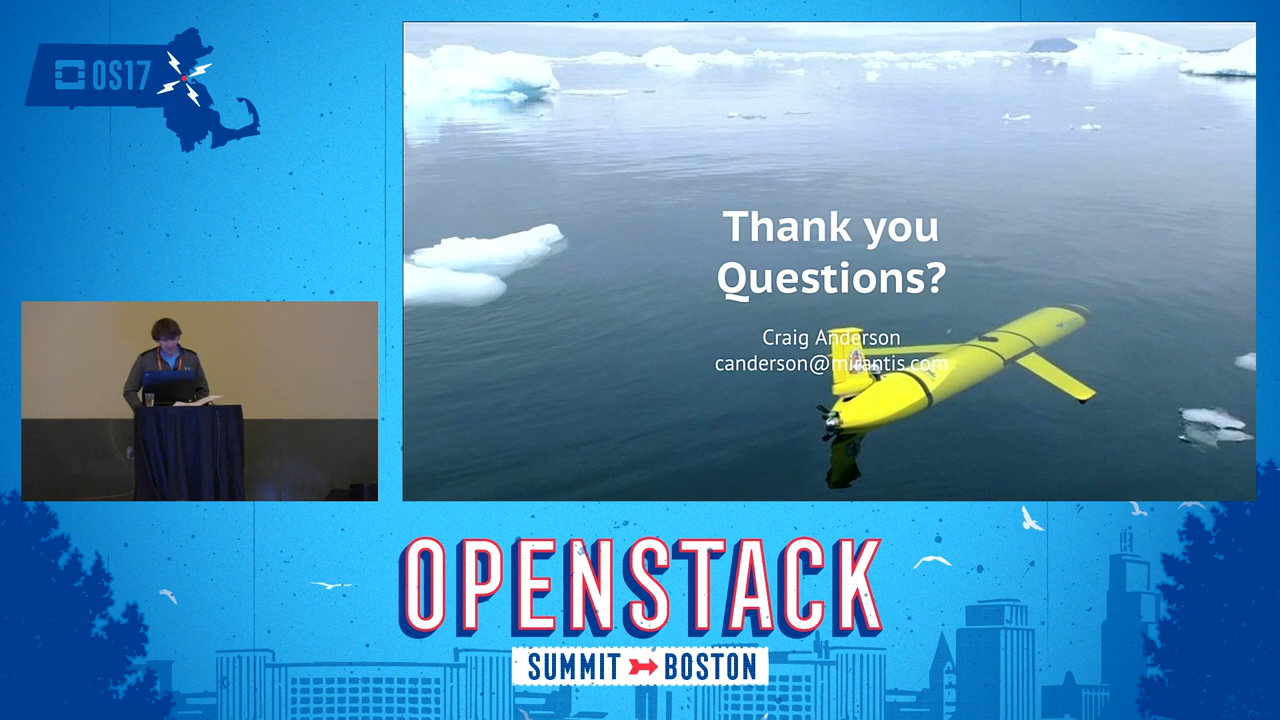 OS17
Thank you
Questions?
Craig Anderson
canderson@mirantis.com
OPENSTACK
SUMMIT BOSTON